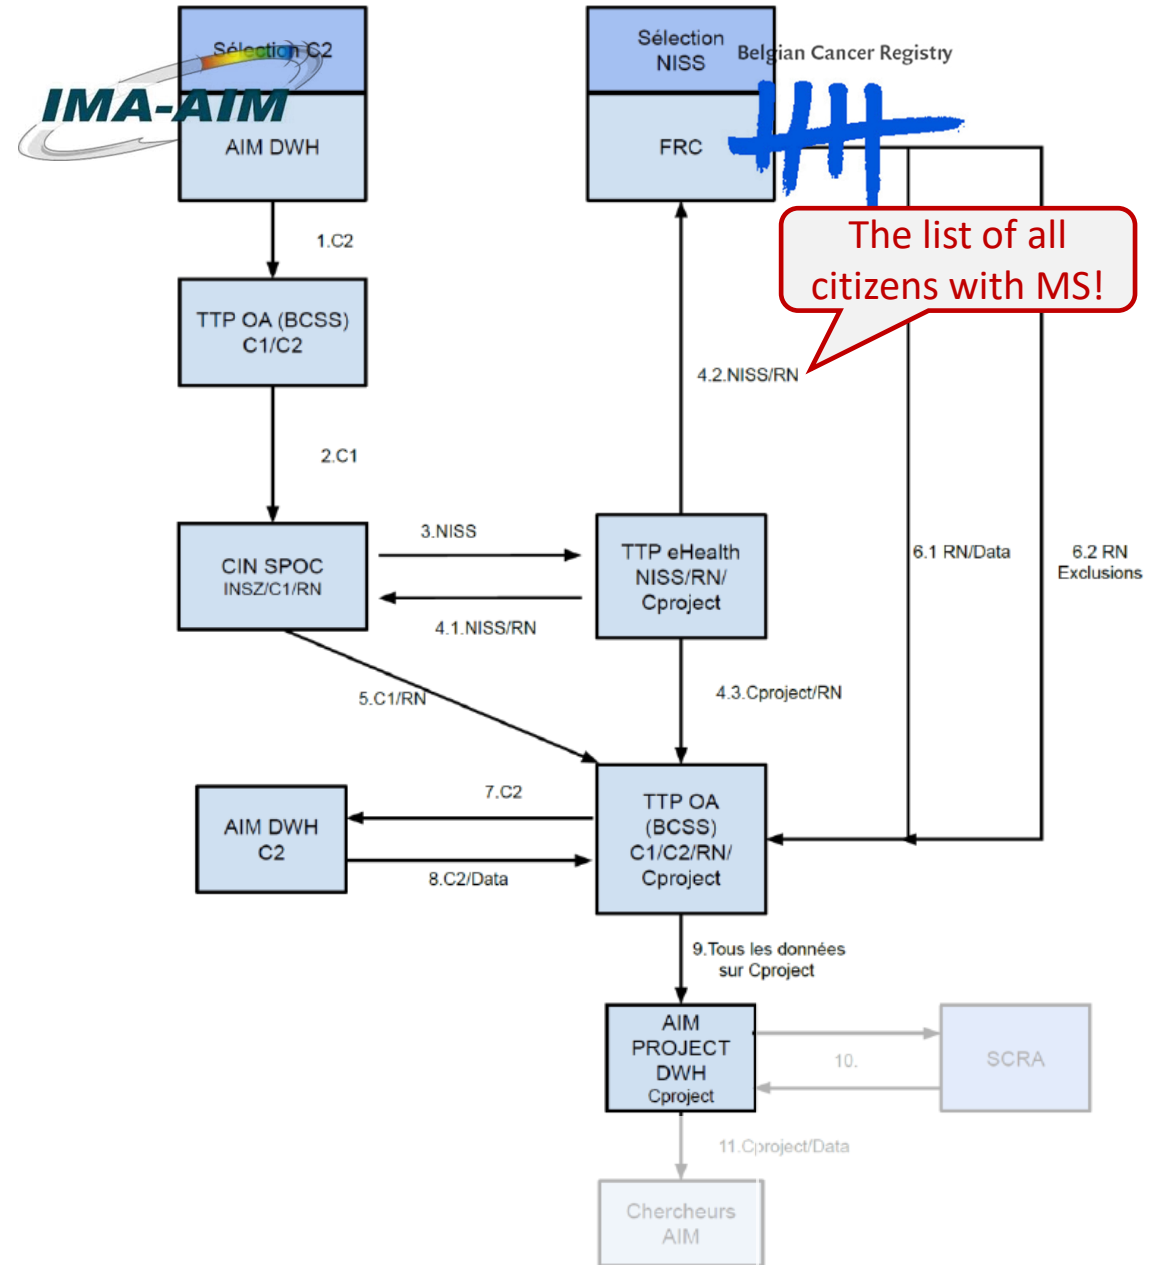 Sélection C2
IMA-AIM
AIM DWH
Sélection
NISS
Belgian Cancer Registry
FRC
1.C2
The list of all
citizens with MS!
TTP OA (BCSS)
C1/C2
4.2.NISS/RN
2.C1
CIN SPOC
INSZ/C1/RN
3.NISS
4.1.NISS/RN
TTP eHealth
NISS/RN/
Cproject
6.1 RN/Data
6.2 RN
Exclusions
5.C1/RN
4.3.Cproject/RN
AIM DWH
C2
7.C2
8.C2/Data
TTP OA
(BCSS)
C1/C2/RN/
Cproject
9.Tous les données
sur Cproject
AIM
PROJECT
DWH
Cproject
10.
SCRA
11.Cproject/Data
Chercheurs
AIM